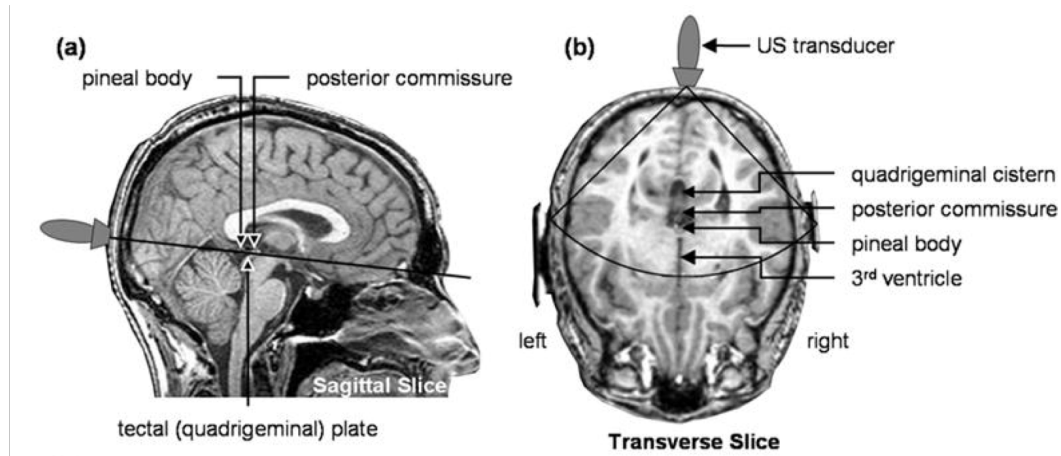 (a)
pineal body
posterior commissure
Sagittal Slice
tectal (quadrigeminal) plate
(b)
US transducer
quadrigeminal cistern
posterior commissure
pineal body
3rd ventricle
left
right
Transverse Slice